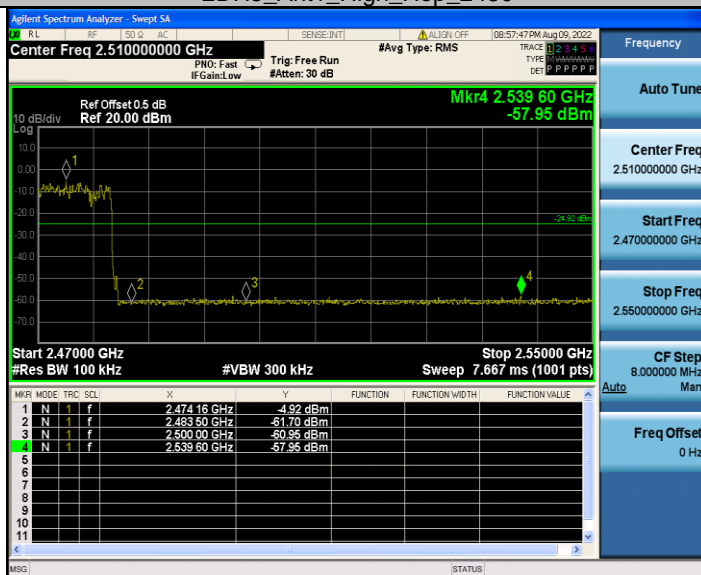 Agilent Spectrum Analyzer - Swept SA
RL RF 50 Ω AC SENSE:INT ALIGN OFF 08:57:47 PM Aug 09, 2022
Center Freq 2.510000000 GHz #Avg Type: RMS TRACE 1 2 3 4 5 6
PNO: Fast Trig: Free Run TYPE M WWWWW
IFGain:Low #Atten: 30 dB DET P P P P P P
Frequency
Auto Tune
Center Freq
2.510000000 GHz
Start Freq
2.470000000 GHz
Stop Freq
2.550000000 GHz
CF Step
8.000000 MHz
Auto Man
Freq Offset
0 Hz
Mkr4 2.539 60 GHz
-57.95 dBm
Ref Offset 0.5 dB
10 dB/div Ref 20.00 dBm
Log
10.0
0.00
-10.0
-20.0
-30.0
-40.0
-50.0
-60.0
-70.0
1
2
3
4
-24.92 dBm
Start 2.47000 GHz Stop 2.55000 GHz
#Res BW 100 kHz #VBW 300 kHz Sweep 7.667 ms (1001 pts)
MKR MODE TRC SCL X Y FUNCTION FUNCTION WIDTH FUNCTION VALUE
1 N 1 f 2.474 16 GHz -4.92 dBm
2 N 1 f 2.483 50 GHz -61.70 dBm
3 N 1 f 2.500 00 GHz -60.95 dBm
4 N 1 f 2.539 60 GHz -57.95 dBm
5
6
7
8
9
10
11
MSG STATUS